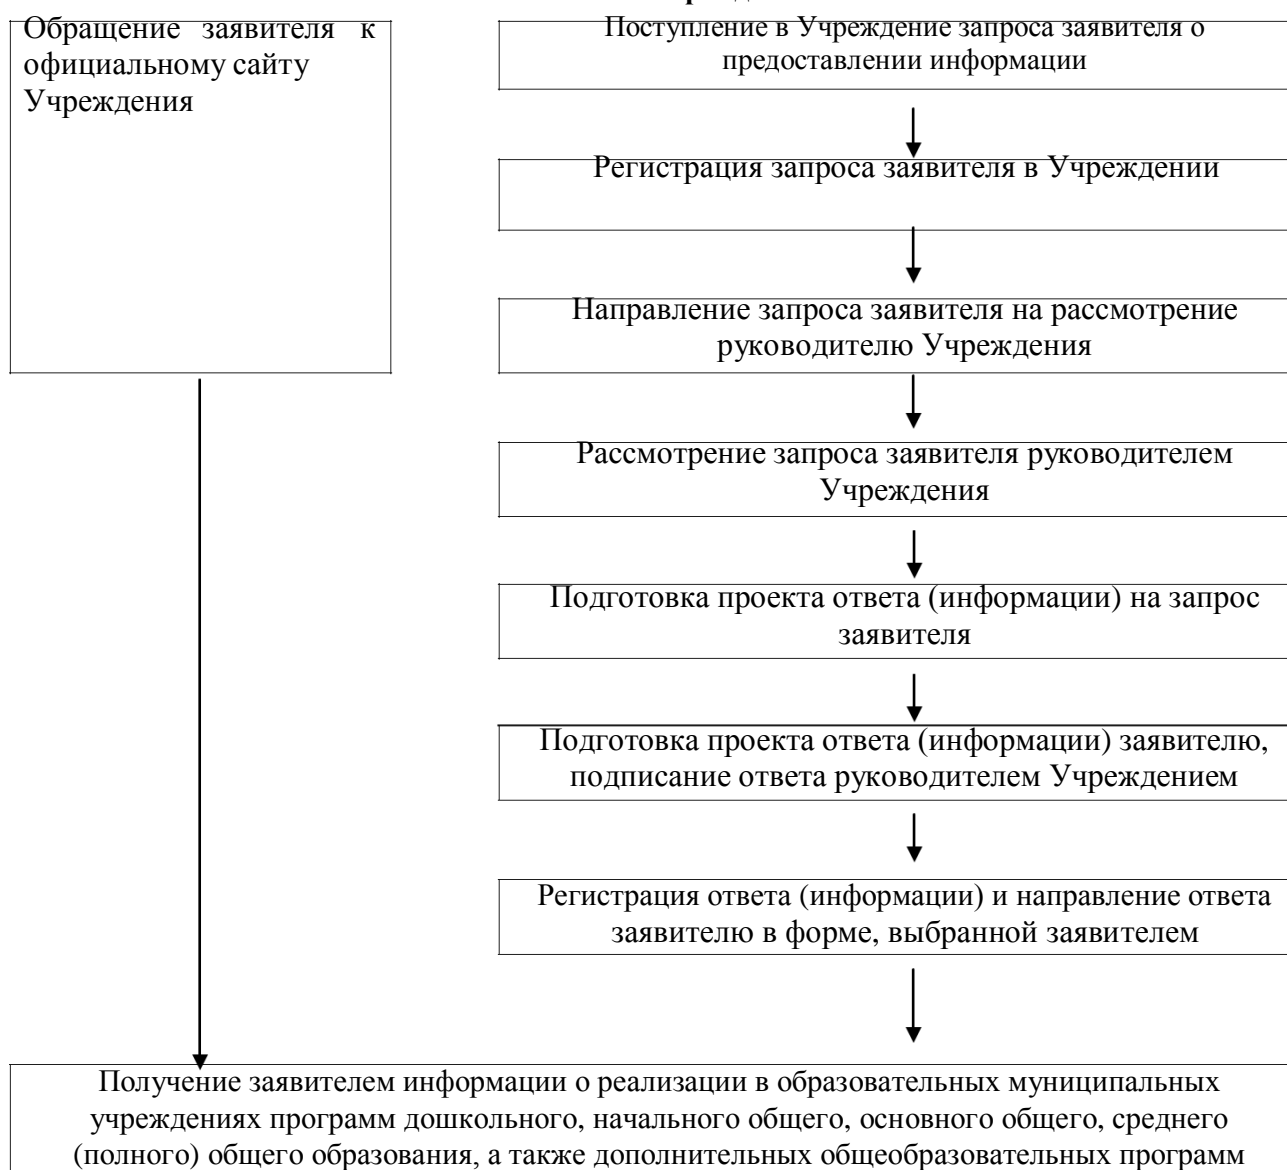 Обращение заявителя к
официальному сайту
Учреждения
Поступление в Учреждение запроса заявителя о
предоставлении информации
Регистрация запроса заявителя в Учреждении
Направление запроса заявителя на рассмотрение
руководителю Учреждения
Рассмотрение запроса заявителя руководителем
Учреждения
Подготовка проекта ответа (информации) на запрос
заявителя
Подготовка проекта ответа (информации) заявителю,
подписание ответа руководителем Учреждением
Регистрация ответа (информации) и направление ответа
заявителю в форме, выбранной заявителем
Получение заявителем информации о реализации в образовательных муниципальных
учреждениях программ дошкольного, начального общего, основного общего, среднего
(полного) общего образования, а также дополнительных общеобразовательных программ